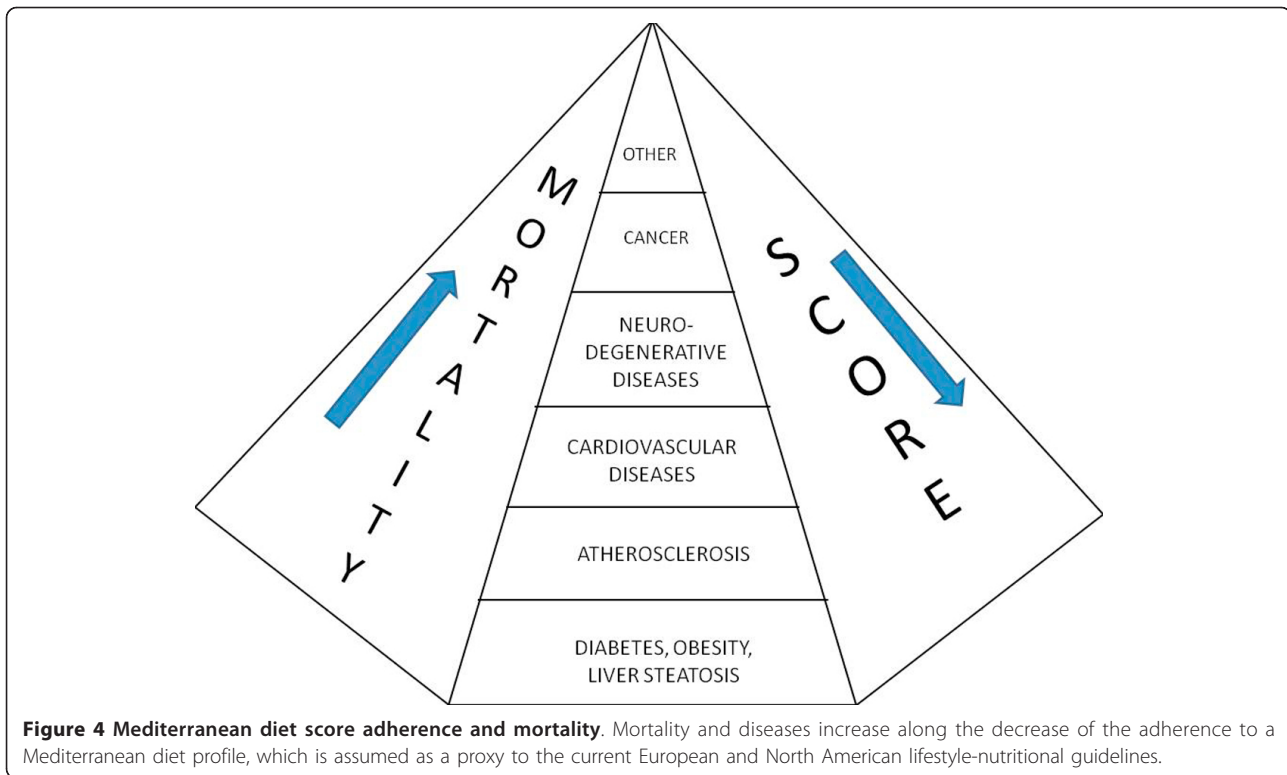 MORTALITY
SCORE
OTHER
CANCER
NEURO-
DEGENERATIVE
DISEASES
CARDIOVASCULAR
DISEASES
ATHEROSCLEROSIS
DIABETES, OBESITY,
LIVER STEATOSIS
Figure 4 Mediterranean diet score adherence and mortality. Mortality and diseases increase along the decrease of the adherence to a
Mediterranean diet profile, which is assumed as a proxy to the current European and North American lifestyle-nutritional guidelines.